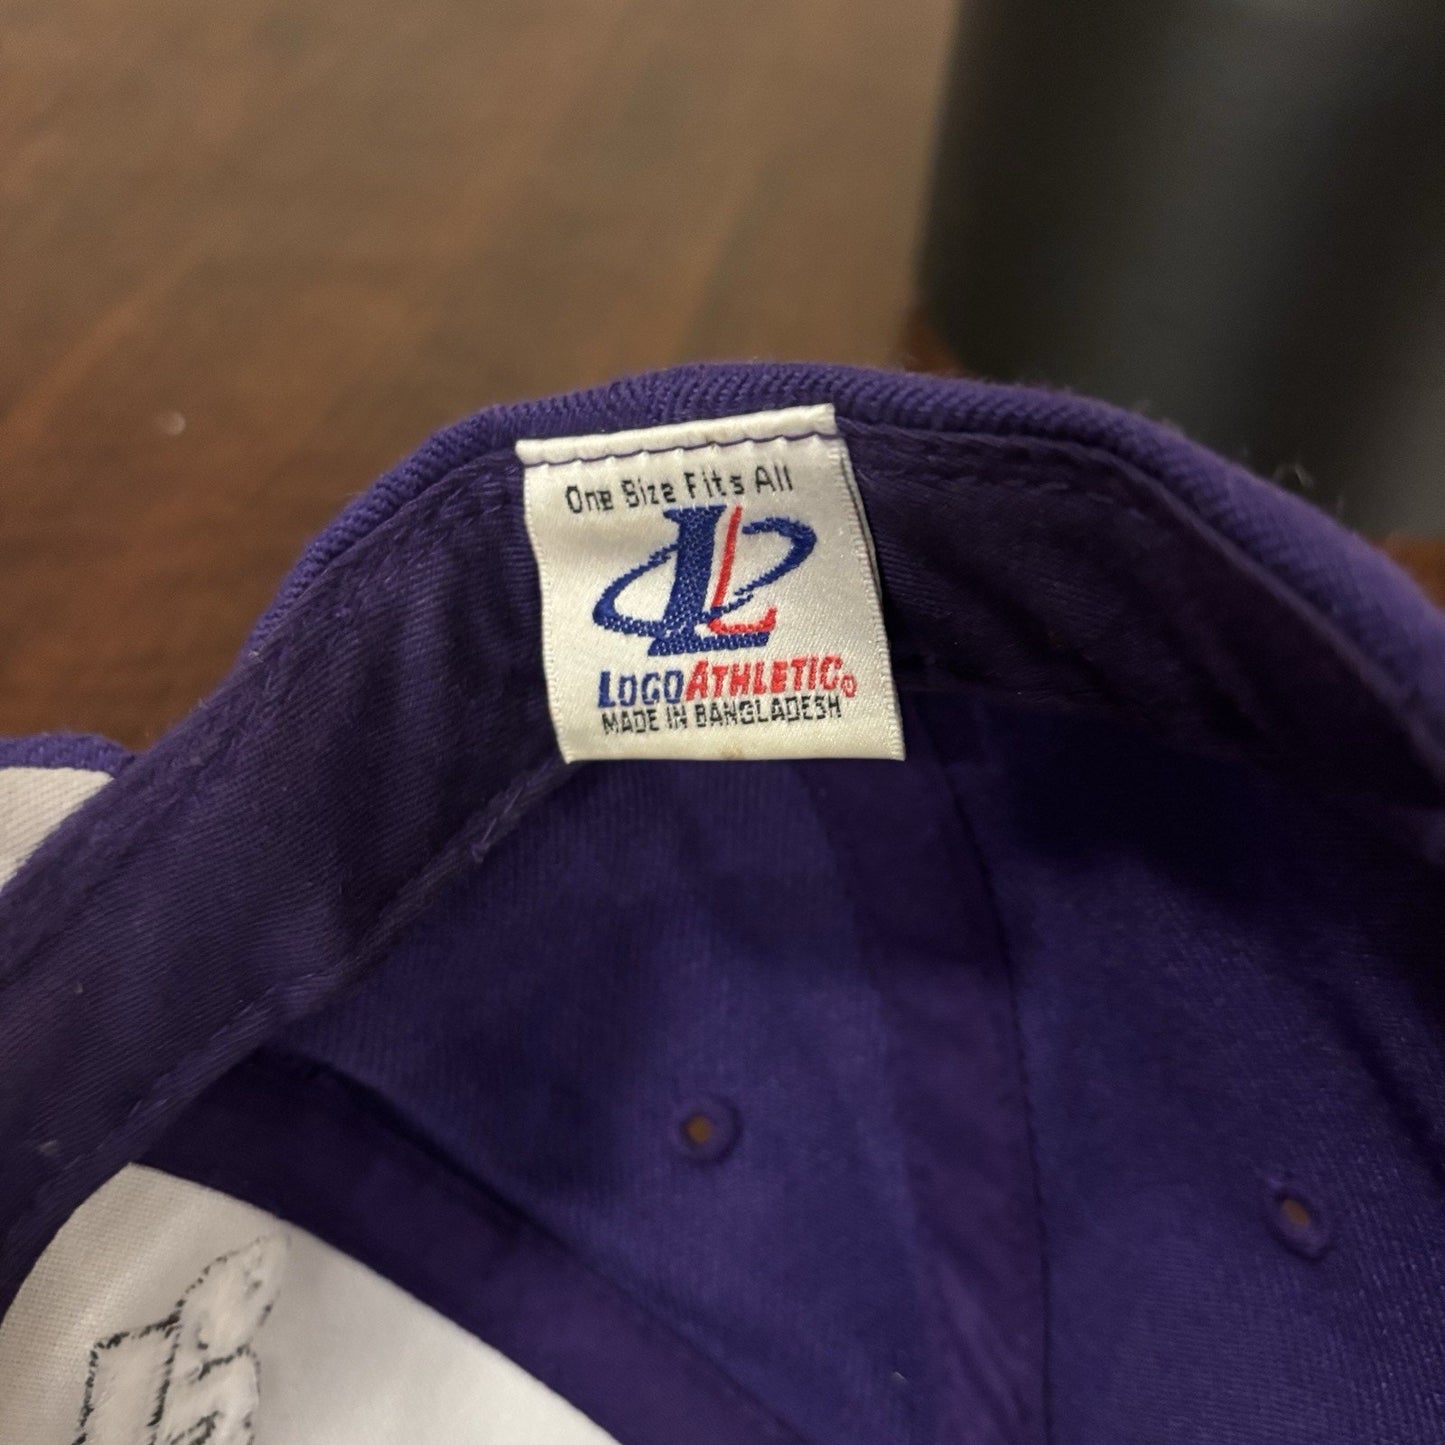 One Size Fits All
LOGOATHLETIC®
MADE IN BANGLADESH